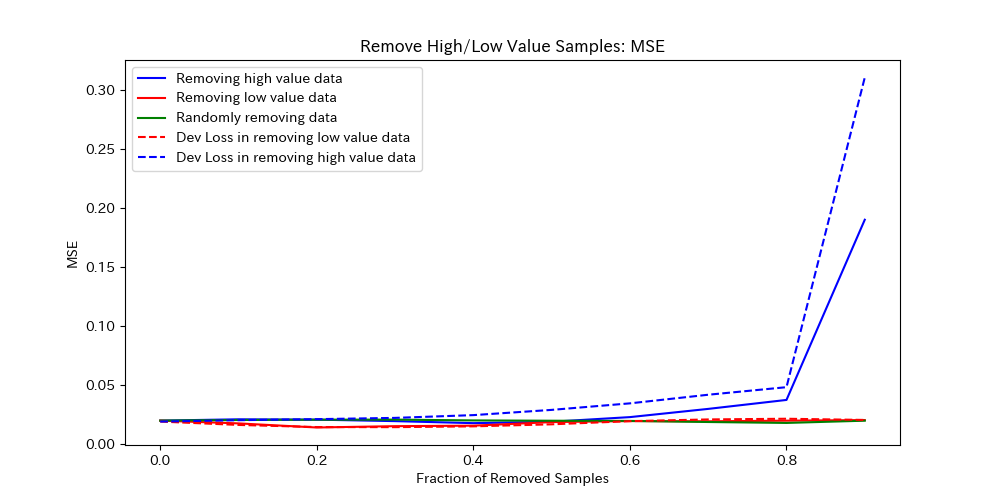 Remove High/Low Value Samples: MSE
Removing high value data
Removing low value data
Randomly removing data
Dev Loss in removing low value data
Dev Loss in removing high value data
MSE
0.30
0.25
0.20
0.15
0.10
0.05
0.00
0.0 0.2 0.4 0.6 0.8
Fraction of Removed Samples